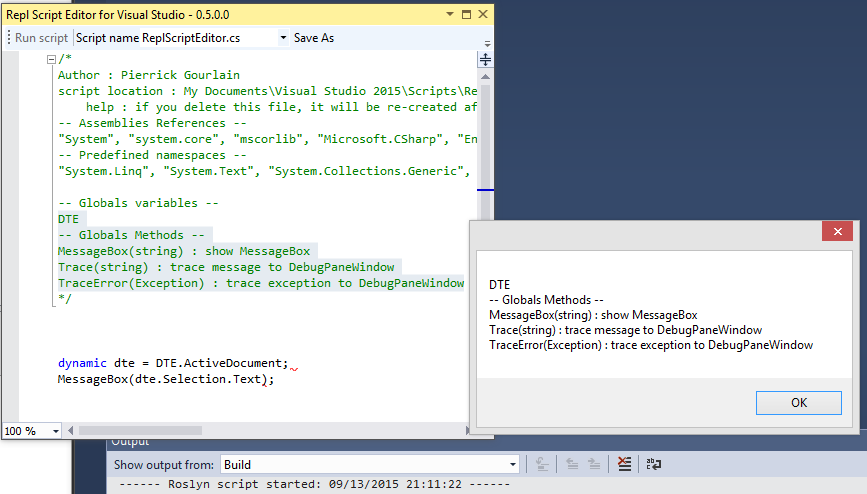 Repl Script Editor for Visual Studio - 0.5.0.0
Run script Script name ReplScriptEditor.cs Save As
/*
Author : Pierrick Gourlain
script location : My Documents\Visual Studio 2015\Scripts\Re
help : if you delete this file, it will be re-created af
-- Assemblies References --
"System", "system.core", "mscorlib", "Microsoft.CSharp", "En
-- Predefined namespaces --
"System.Linq", "System.Text", "System.Collections.Generic",
-- Globals variables --
DTE
-- Globals Methods --
MessageBox(string) : show MessageBox
Trace(string) : trace message to DebugPaneWindow
TraceError(Exception) : trace exception to DebugPaneWindow
*/
dynamic dte = DTE.ActiveDocument;
MessageBox(dte.Selection.Text);
100 %
DTE
-- Globals Methods --
MessageBox(string) : show MessageBox
Trace(string) : trace message to DebugPaneWindow
TraceError(Exception) : trace exception to DebugPaneWindow
OK
Output
Show output from: Build
------ Roslyn script started: 09/13/2015 21:11:22 ------